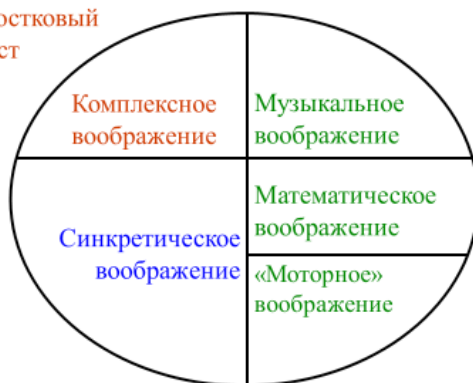 Комплексное
воображение
Музыкальное
воображение
Синкретическое
воображение
Математическое
воображение
«Моторное»
воображение